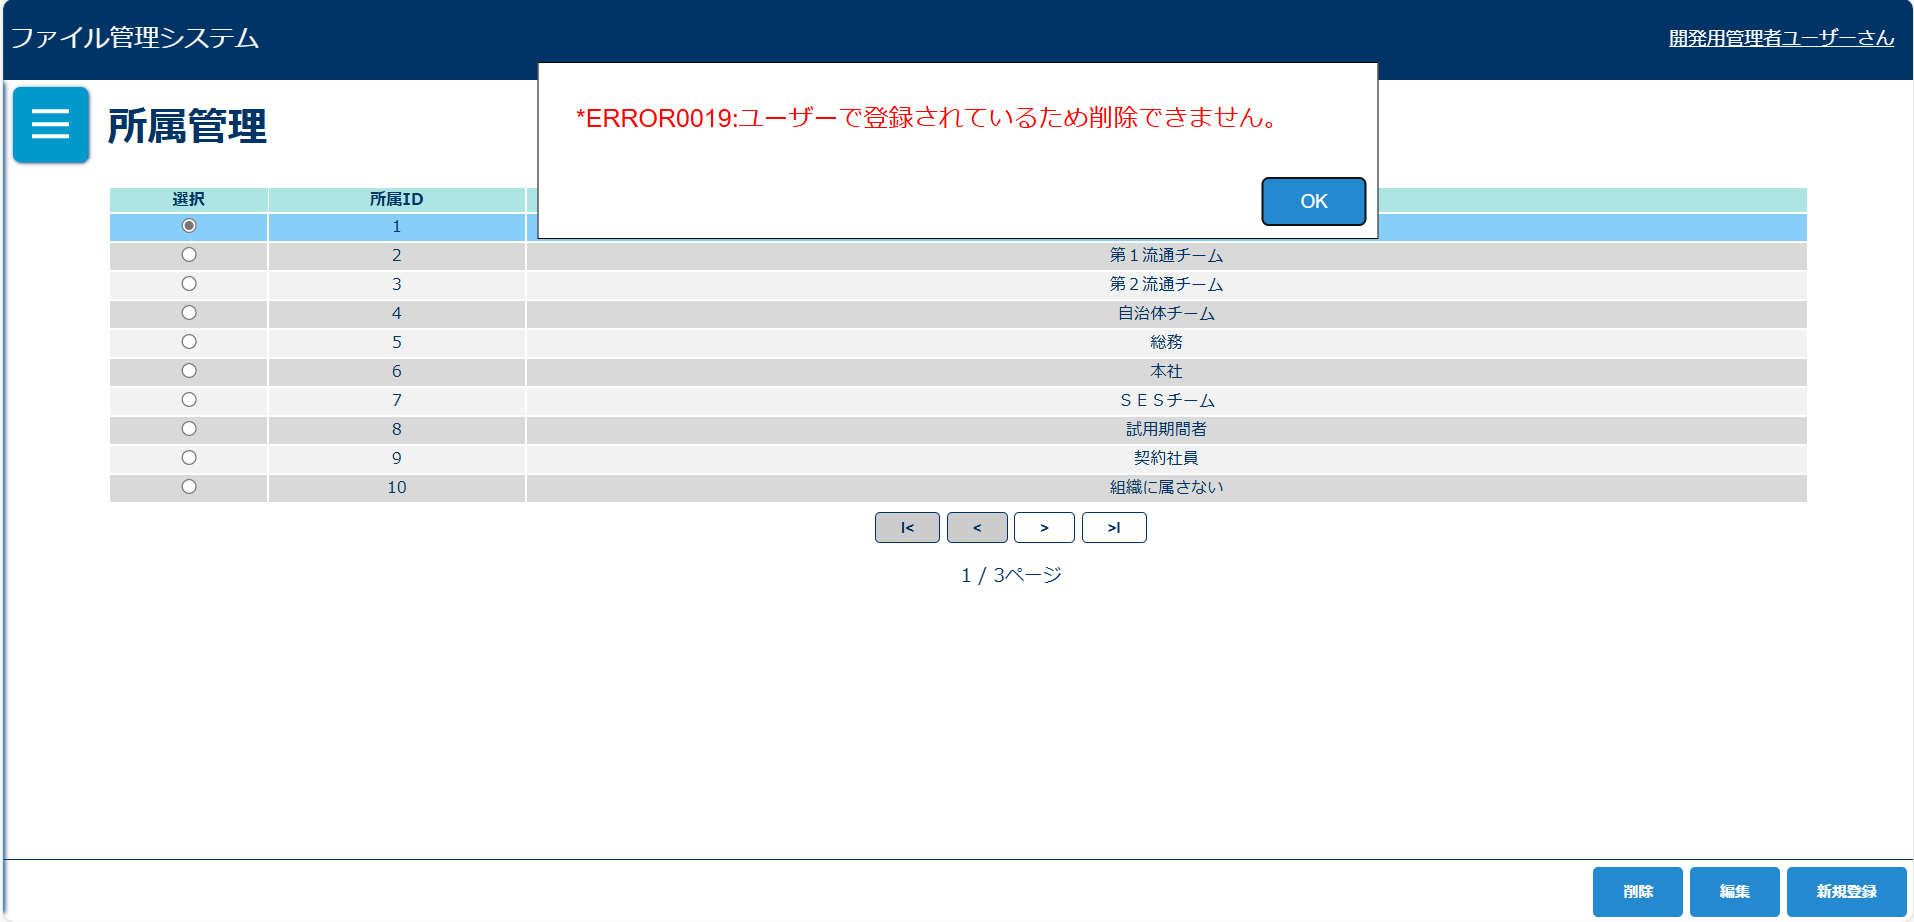 ファイル管理システム
開発用管理者ユーザーさん
所属管理
*ERROR0019:ユーザーで登録されているため削除できません。
OK
選択 所属ID
1
2 第１流通チーム
3 第２流通チーム
4 自治体チーム
5 総務
6 本社
7 ＳＥＳチーム
8 試用期間者
9 契約社員
10 組織に属さない
|< < > >|
1 / 3ページ
削除 編集 新規登録